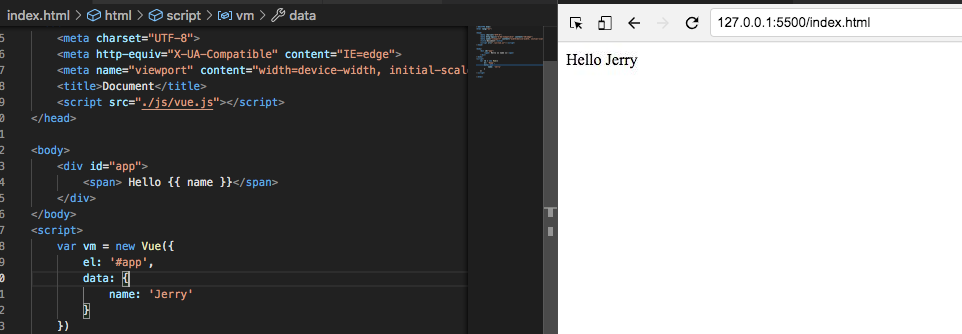 index.html > html > script > vm > data
127.0.0.1:5500/index.html
5 <meta charset="UTF-8">
6 <meta http-equiv="X-UA-Compatible" content="IE=edge">
7 <meta name="viewport" content="width=device-width, initial-scale
8 <title>Document</title>
9 <script src="./js/vue.js"></script>
0 </head>
1
2 <body>
3 <div id="app">
4 <span> Hello {{ name }}</span>
5 </div>
6 </body>
7 <script>
8 var vm = new Vue({
9 el: '#app',
0 data: {
1 name: 'Jerry'
2 }
3 })
Hello Jerry